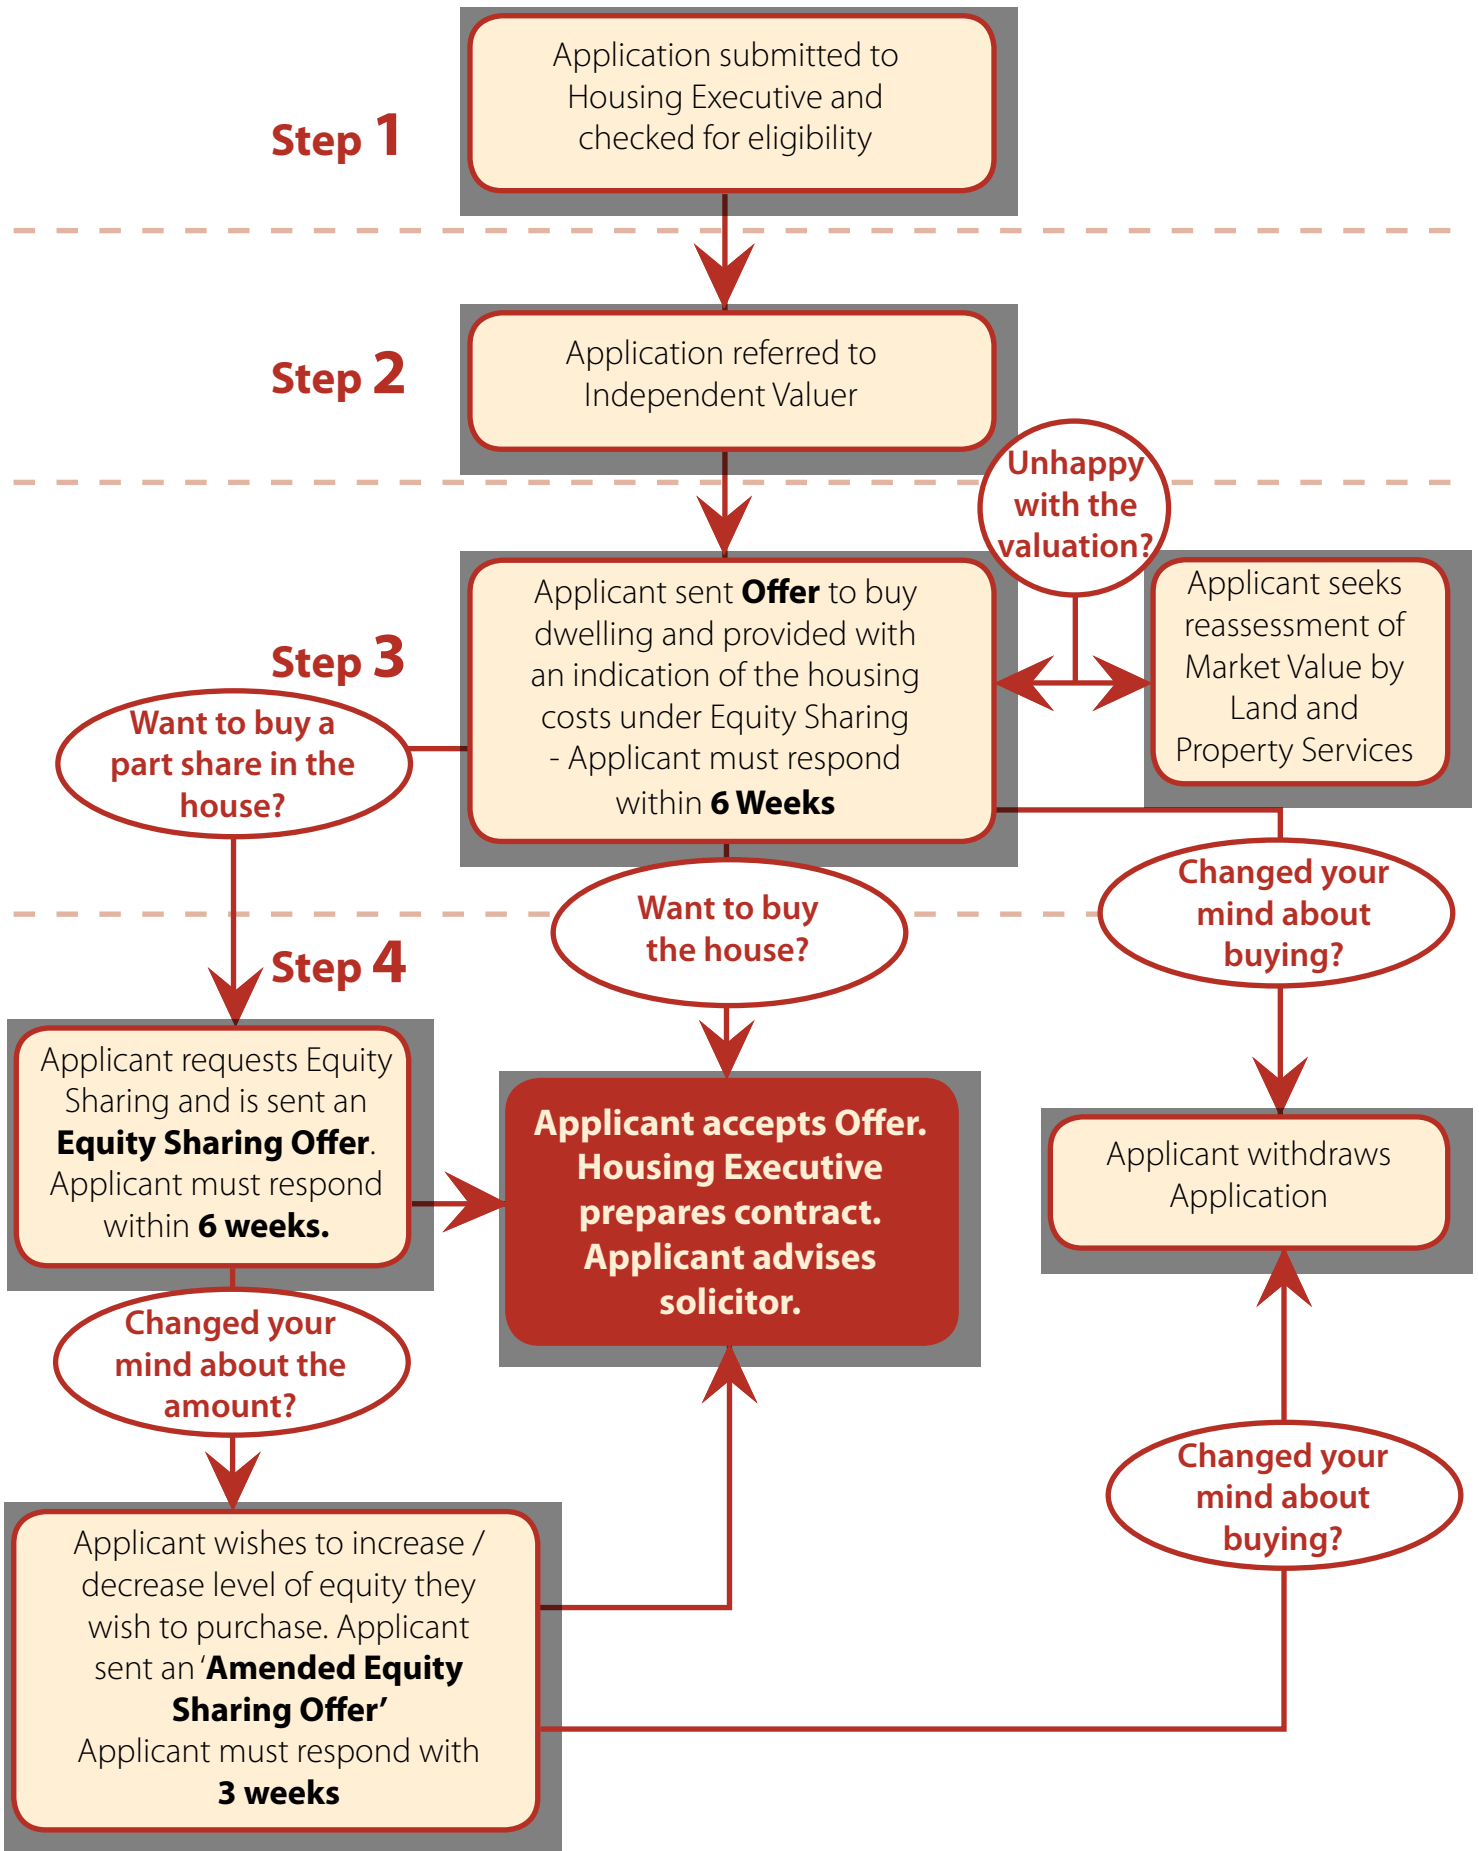 Step 1
Application submitted to
Housing Executive and
checked for eligibility
Step 2
Application referred to
Independent Valuer
Unhappy
with the
valuation?
Step 3
Applicant sent Offer to buy
dwelling and provided with
an indication of the housing
costs under Equity Sharing
- Applicant must respond
within 6 Weeks
Applicant seeks
reassessment of
Market Value by
Land and
Property Services
Want to buy a
part share in the
house?
Want to buy
the house?
Changed your
mind about
buying?
Step 4
Applicant requests Equity
Sharing and is sent an
Equity Sharing Offer.
Applicant must respond
within 6 weeks.
Applicant accepts Offer.
Housing Executive
prepares contract.
Applicant advises
solicitor.
Applicant withdraws
Application
Changed your
mind about the
amount?
Changed your
mind about
buying?
Applicant wishes to increase /
decrease level of equity they
wish to purchase. Applicant
sent an ‘Amended Equity
Sharing Offer’
Applicant must respond with
3 weeks